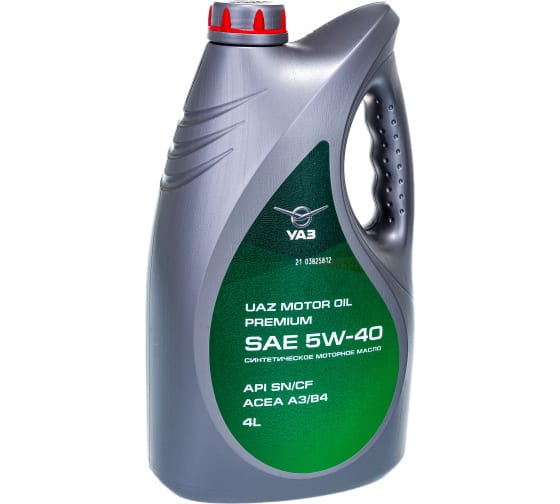 УАЗ
21 03825812
UAZ MOTOR OIL
PREMIUM
SAE 5W-40
СИНТЕТИЧЕСКОЕ МОТОРНОЕ МАСЛО
API SN/CF
ACEA A3/B4
4L